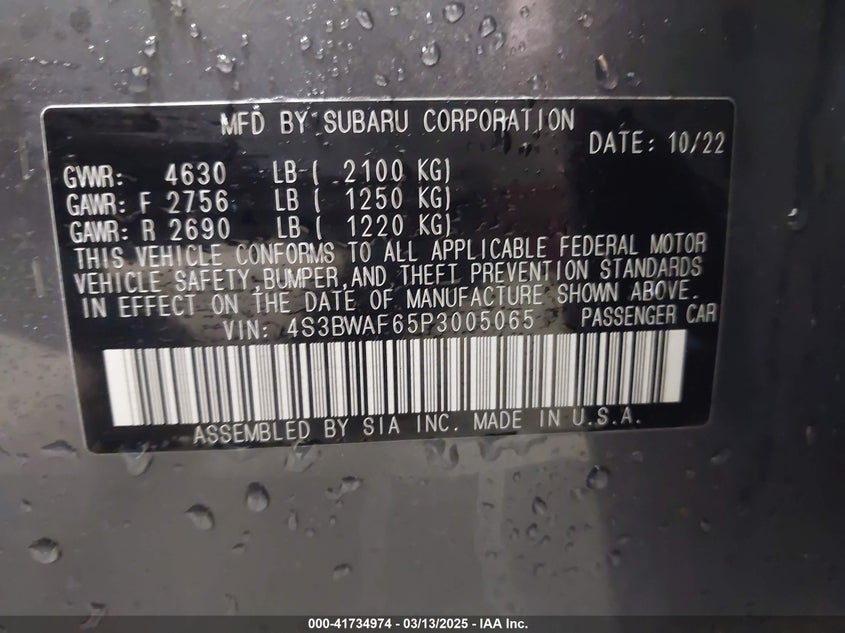 MFD BY SUBARU CORPORATION
DATE: 10/22
GVWR: 4630 LB ( 2100 KG)
GAWR: F 2756 LB ( 1250 KG)
GAWR: R 2690 LB ( 1220 KG)
THIS VEHICLE CONFORMS TO ALL APPLICABLE FEDERAL MOTOR
VEHICLE SAFETY,BUMPER,AND THEFT PREVENTION STANDARDS
IN EFFECT ON THE DATE OF MANUFACTURE SHOWN ABOVE.
VIN: 4S3BWAF65P3005065 PASSENGER CAR
ASSEMBLED BY SIA INC. MADE IN U.S.A.
000-41734974 — 03/13/2025 — IAA Inc.